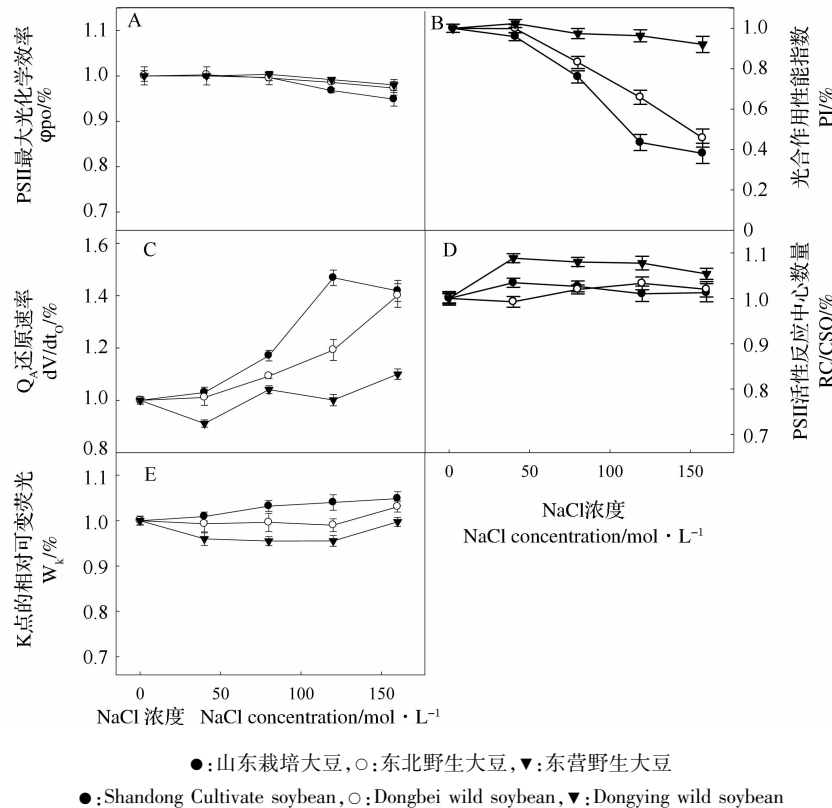 A
1.1
1.0
0.9
0.8
0.7
PSII最大光化学效率
φpo/%
B
1.0
0.8
0.6
0.4
0.2
0
光合作用性能指数
PI/%
C
1.6
1.4
1.2
1.0
0.8
Q_A还原速率
dV/dt_O/%
D
1.1
1.0
0.9
0.8
0.7
PSII活性反应中心数量
RC/CSO/%
0 50 100 150
NaCl浓度
NaCl concentration/mol·L⁻¹
E
1.1
1.0
0.9
0.8
0.7
K点的相对可变荧光
W_k/%
0 50 100 150
NaCl 浓度 NaCl concentration/mol·L⁻¹
●:山东栽培大豆,○:东北野生大豆,▼:东营野生大豆
●:Shandong Cultivate soybean,○:Dongbei wild soybean,▼:Dongying wild soybean